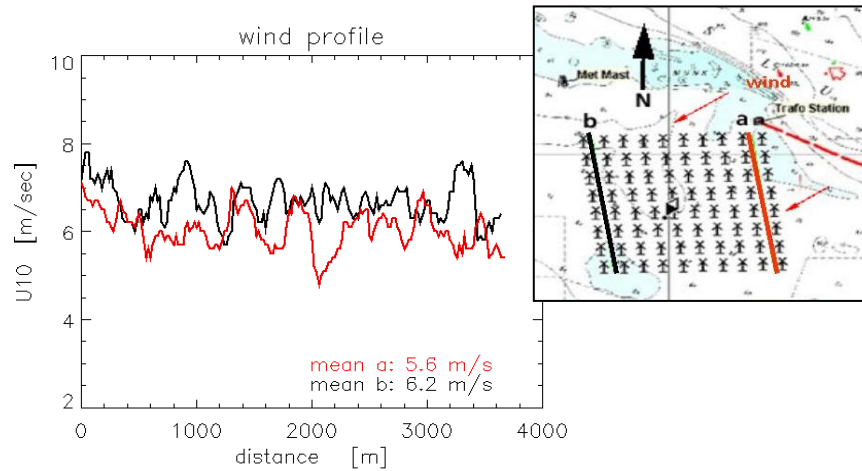 wind profile
10
8
6
4
2
U10 [m/sec]
mean a: 5.6 m/s
mean b: 6.2 m/s
0
1000
2000
3000
4000
distance [m]
Met Mast
N
wind
Trafo Station
b
a